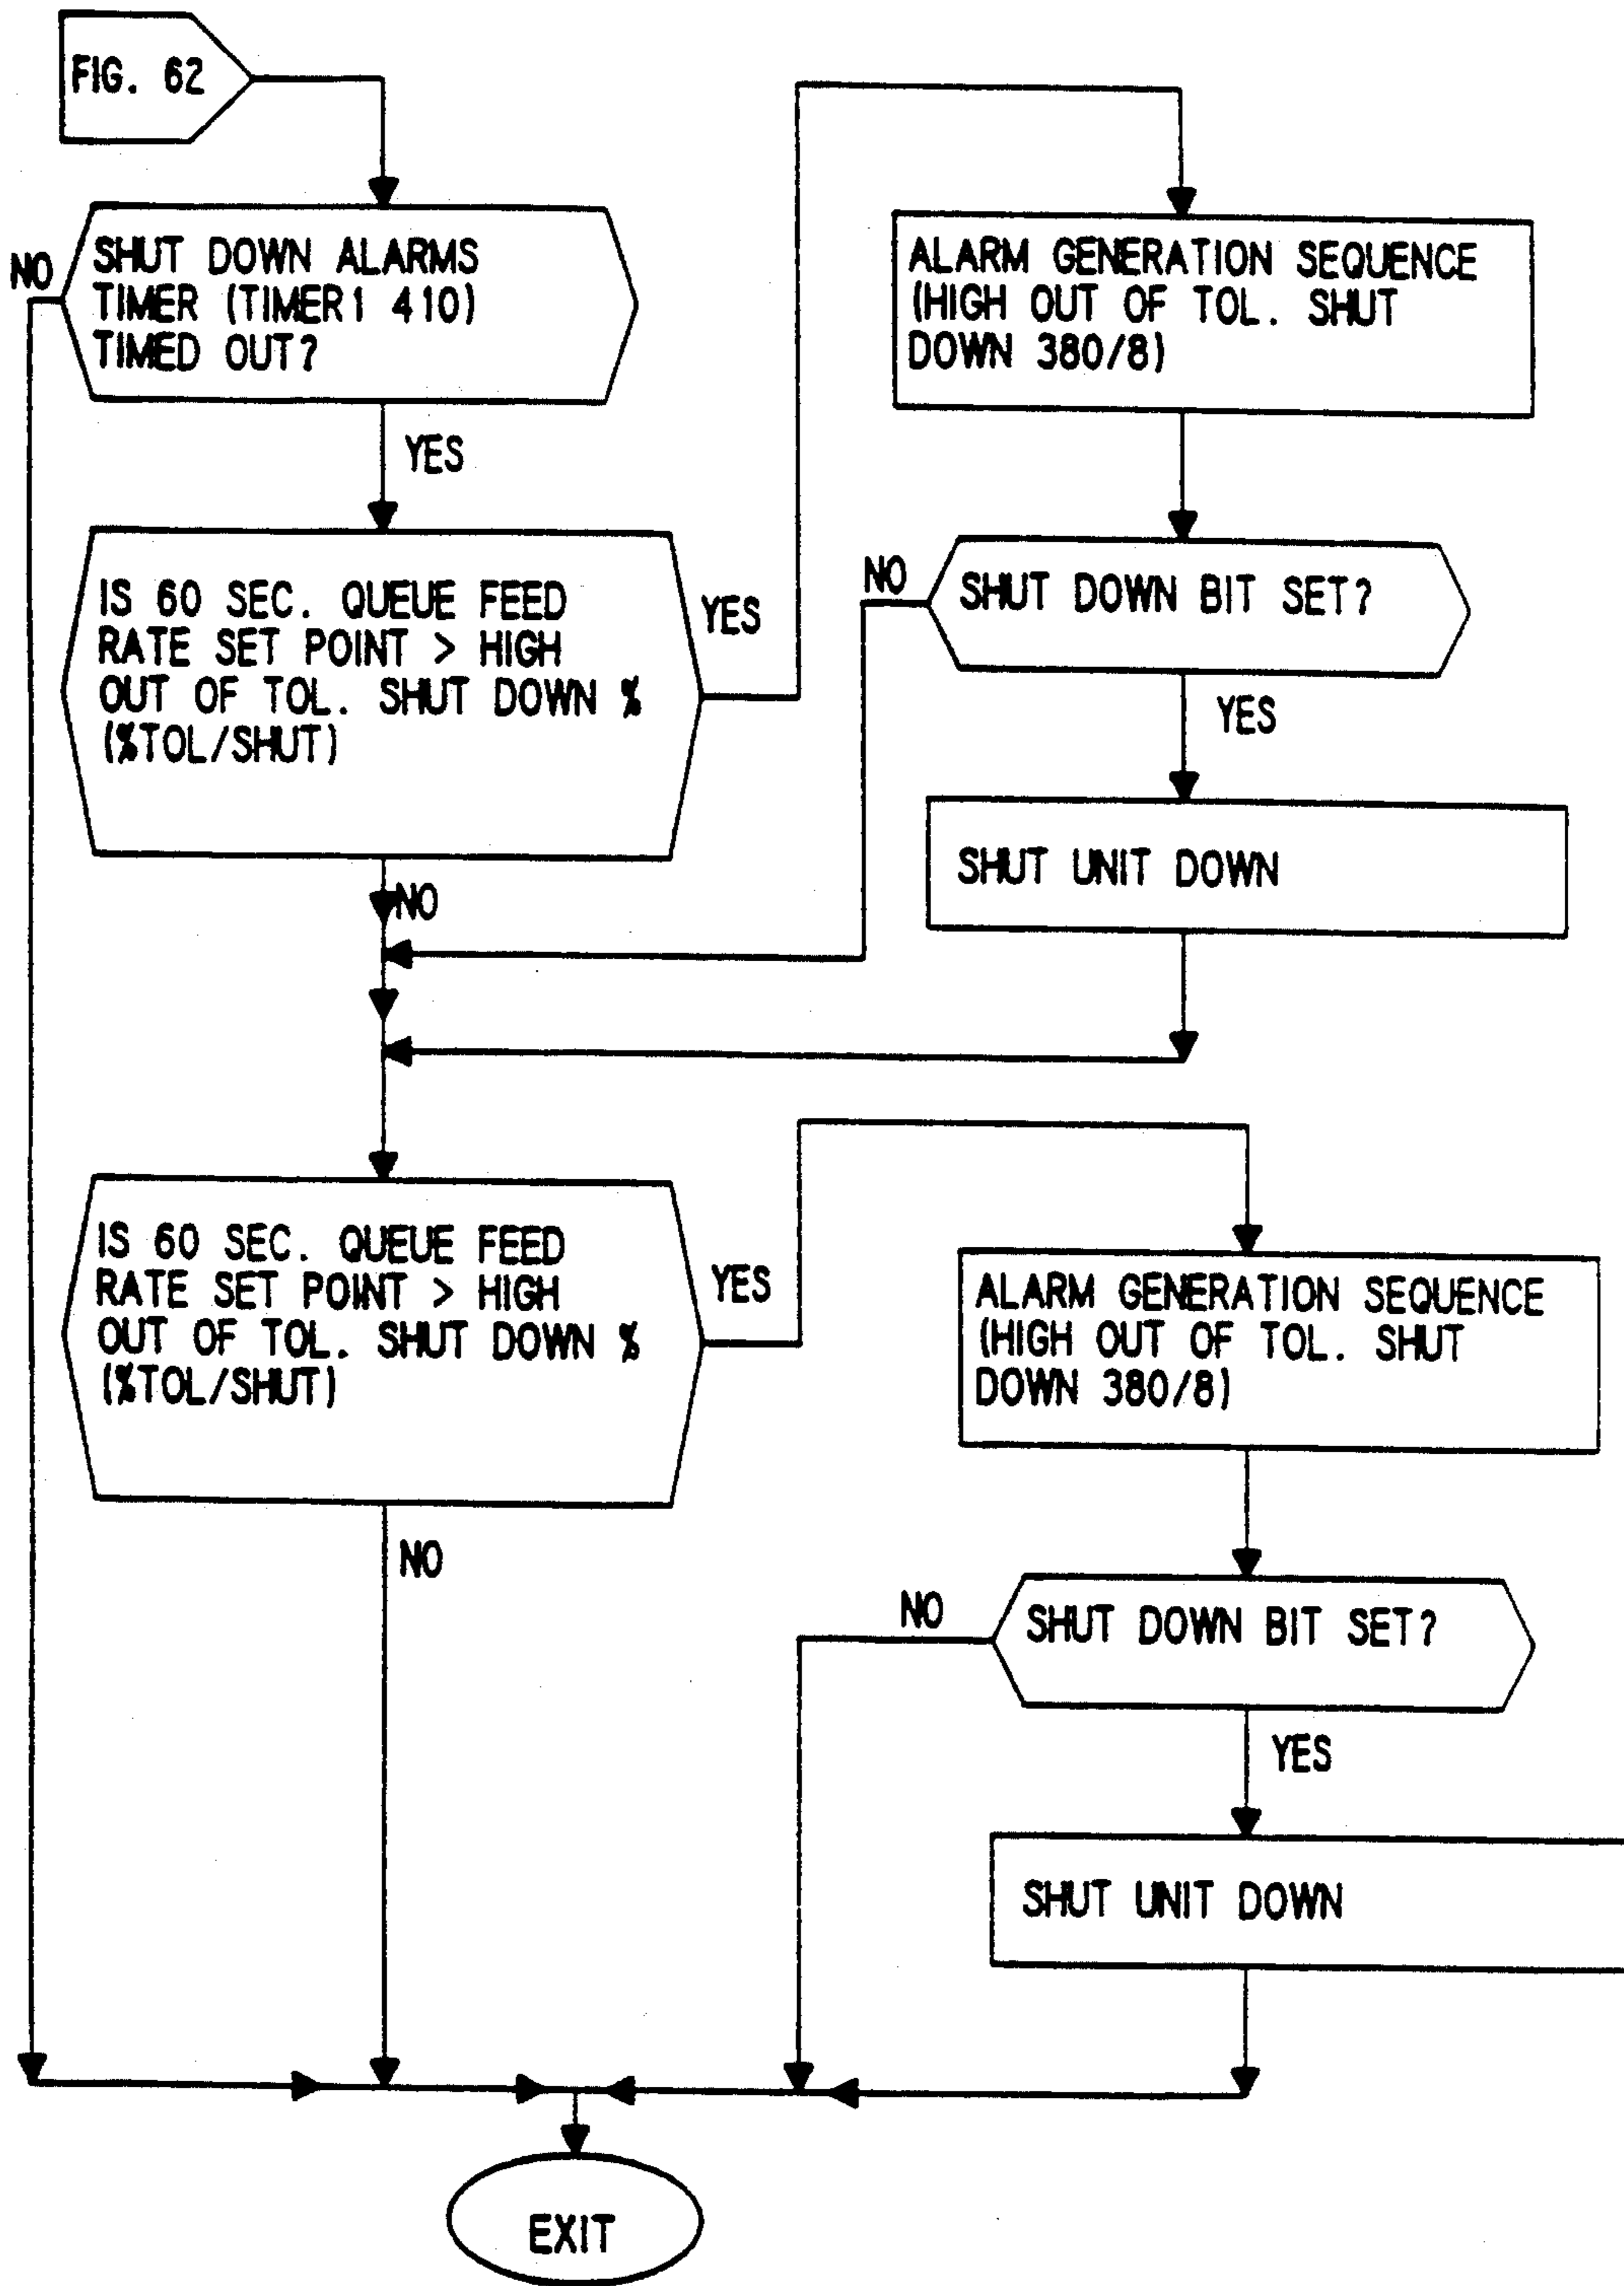 FIG. 62
NO
SHUT DOWN ALARMS
TIMER (TIMER1 410)
TIMED OUT?
YES
IS 60 SEC. QUEUE FEED
RATE SET POINT > HIGH
OUT OF TOL. SHUT DOWN %
(%TOL/SHUT)
YES
NO
ALARM GENERATION SEQUENCE
(HIGH OUT OF TOL. SHUT
DOWN 380/8)
NO
SHUT DOWN BIT SET?
YES
SHUT UNIT DOWN
IS 60 SEC. QUEUE FEED
RATE SET POINT > HIGH
OUT OF TOL. SHUT DOWN %
(%TOL/SHUT)
YES
NO
ALARM GENERATION SEQUENCE
(HIGH OUT OF TOL. SHUT
DOWN 380/8)
NO
SHUT DOWN BIT SET?
YES
SHUT UNIT DOWN
EXIT